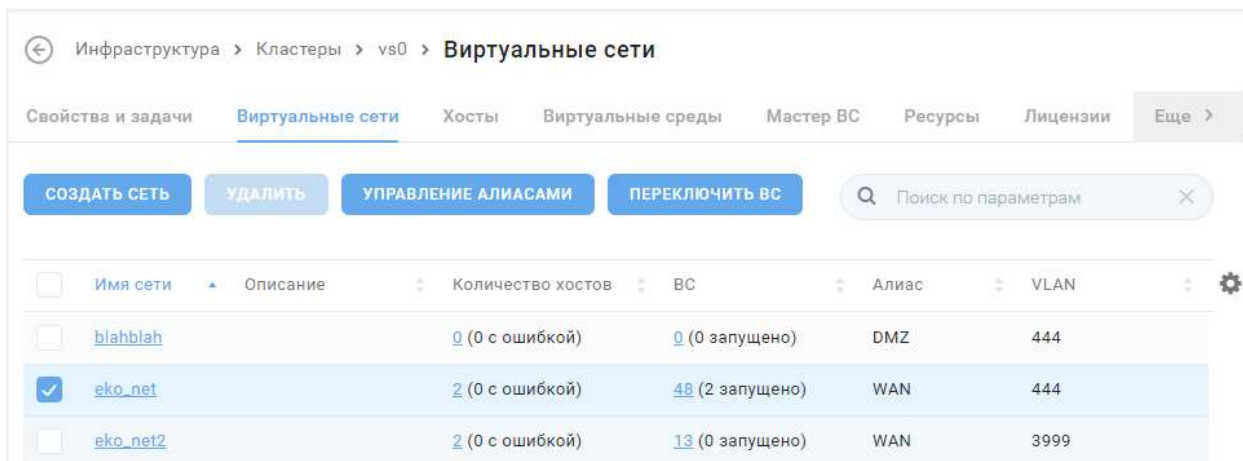 Инфраструктура > Кластеры > vs0 > Виртуальные сети
Свойства и задачи Виртуальные сети Хосты Виртуальные среды Мастер ВС Ресурсы Лицензии Еще >
СОЗДАТЬ СЕТЬ УДАЛИТЬ УПРАВЛЕНИЕ АЛИАСАМИ ПЕРЕКЛЮЧИТЬ ВС Поиск по параметрам
Имя сети Описание Количество хостов ВС Алиас VLAN
blahblah 0 (0 с ошибкой) 0 (0 запущено) DMZ 444
eko_net 2 (0 с ошибкой) 48 (2 запущено) WAN 444
eko_net2 2 (0 с ошибкой) 13 (0 запущено) WAN 3999